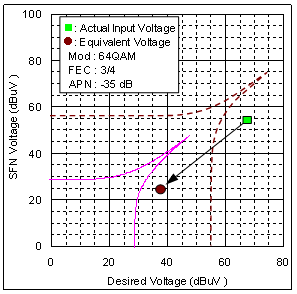 : Actual Input Voltage
: Equivalent Voltage
Mod : 64QAM
FEC : 3/4
APN : -35 dB
SFN Voltage (dBuV )
100
80
60
40
20
0
0 20 40 60 80
Desired Voltage (dBuV )